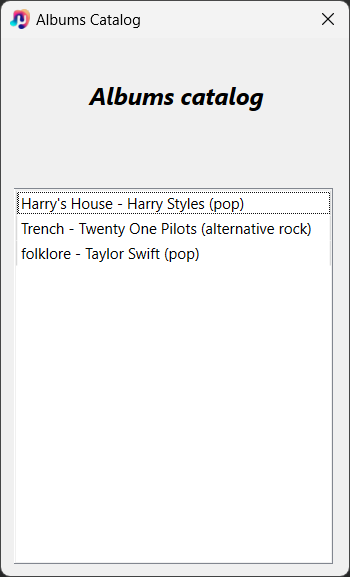 Albums Catalog
Albums catalog
Harry's House - Harry Styles (pop)
Trench - Twenty One Pilots (alternative rock)
folklore - Taylor Swift (pop)